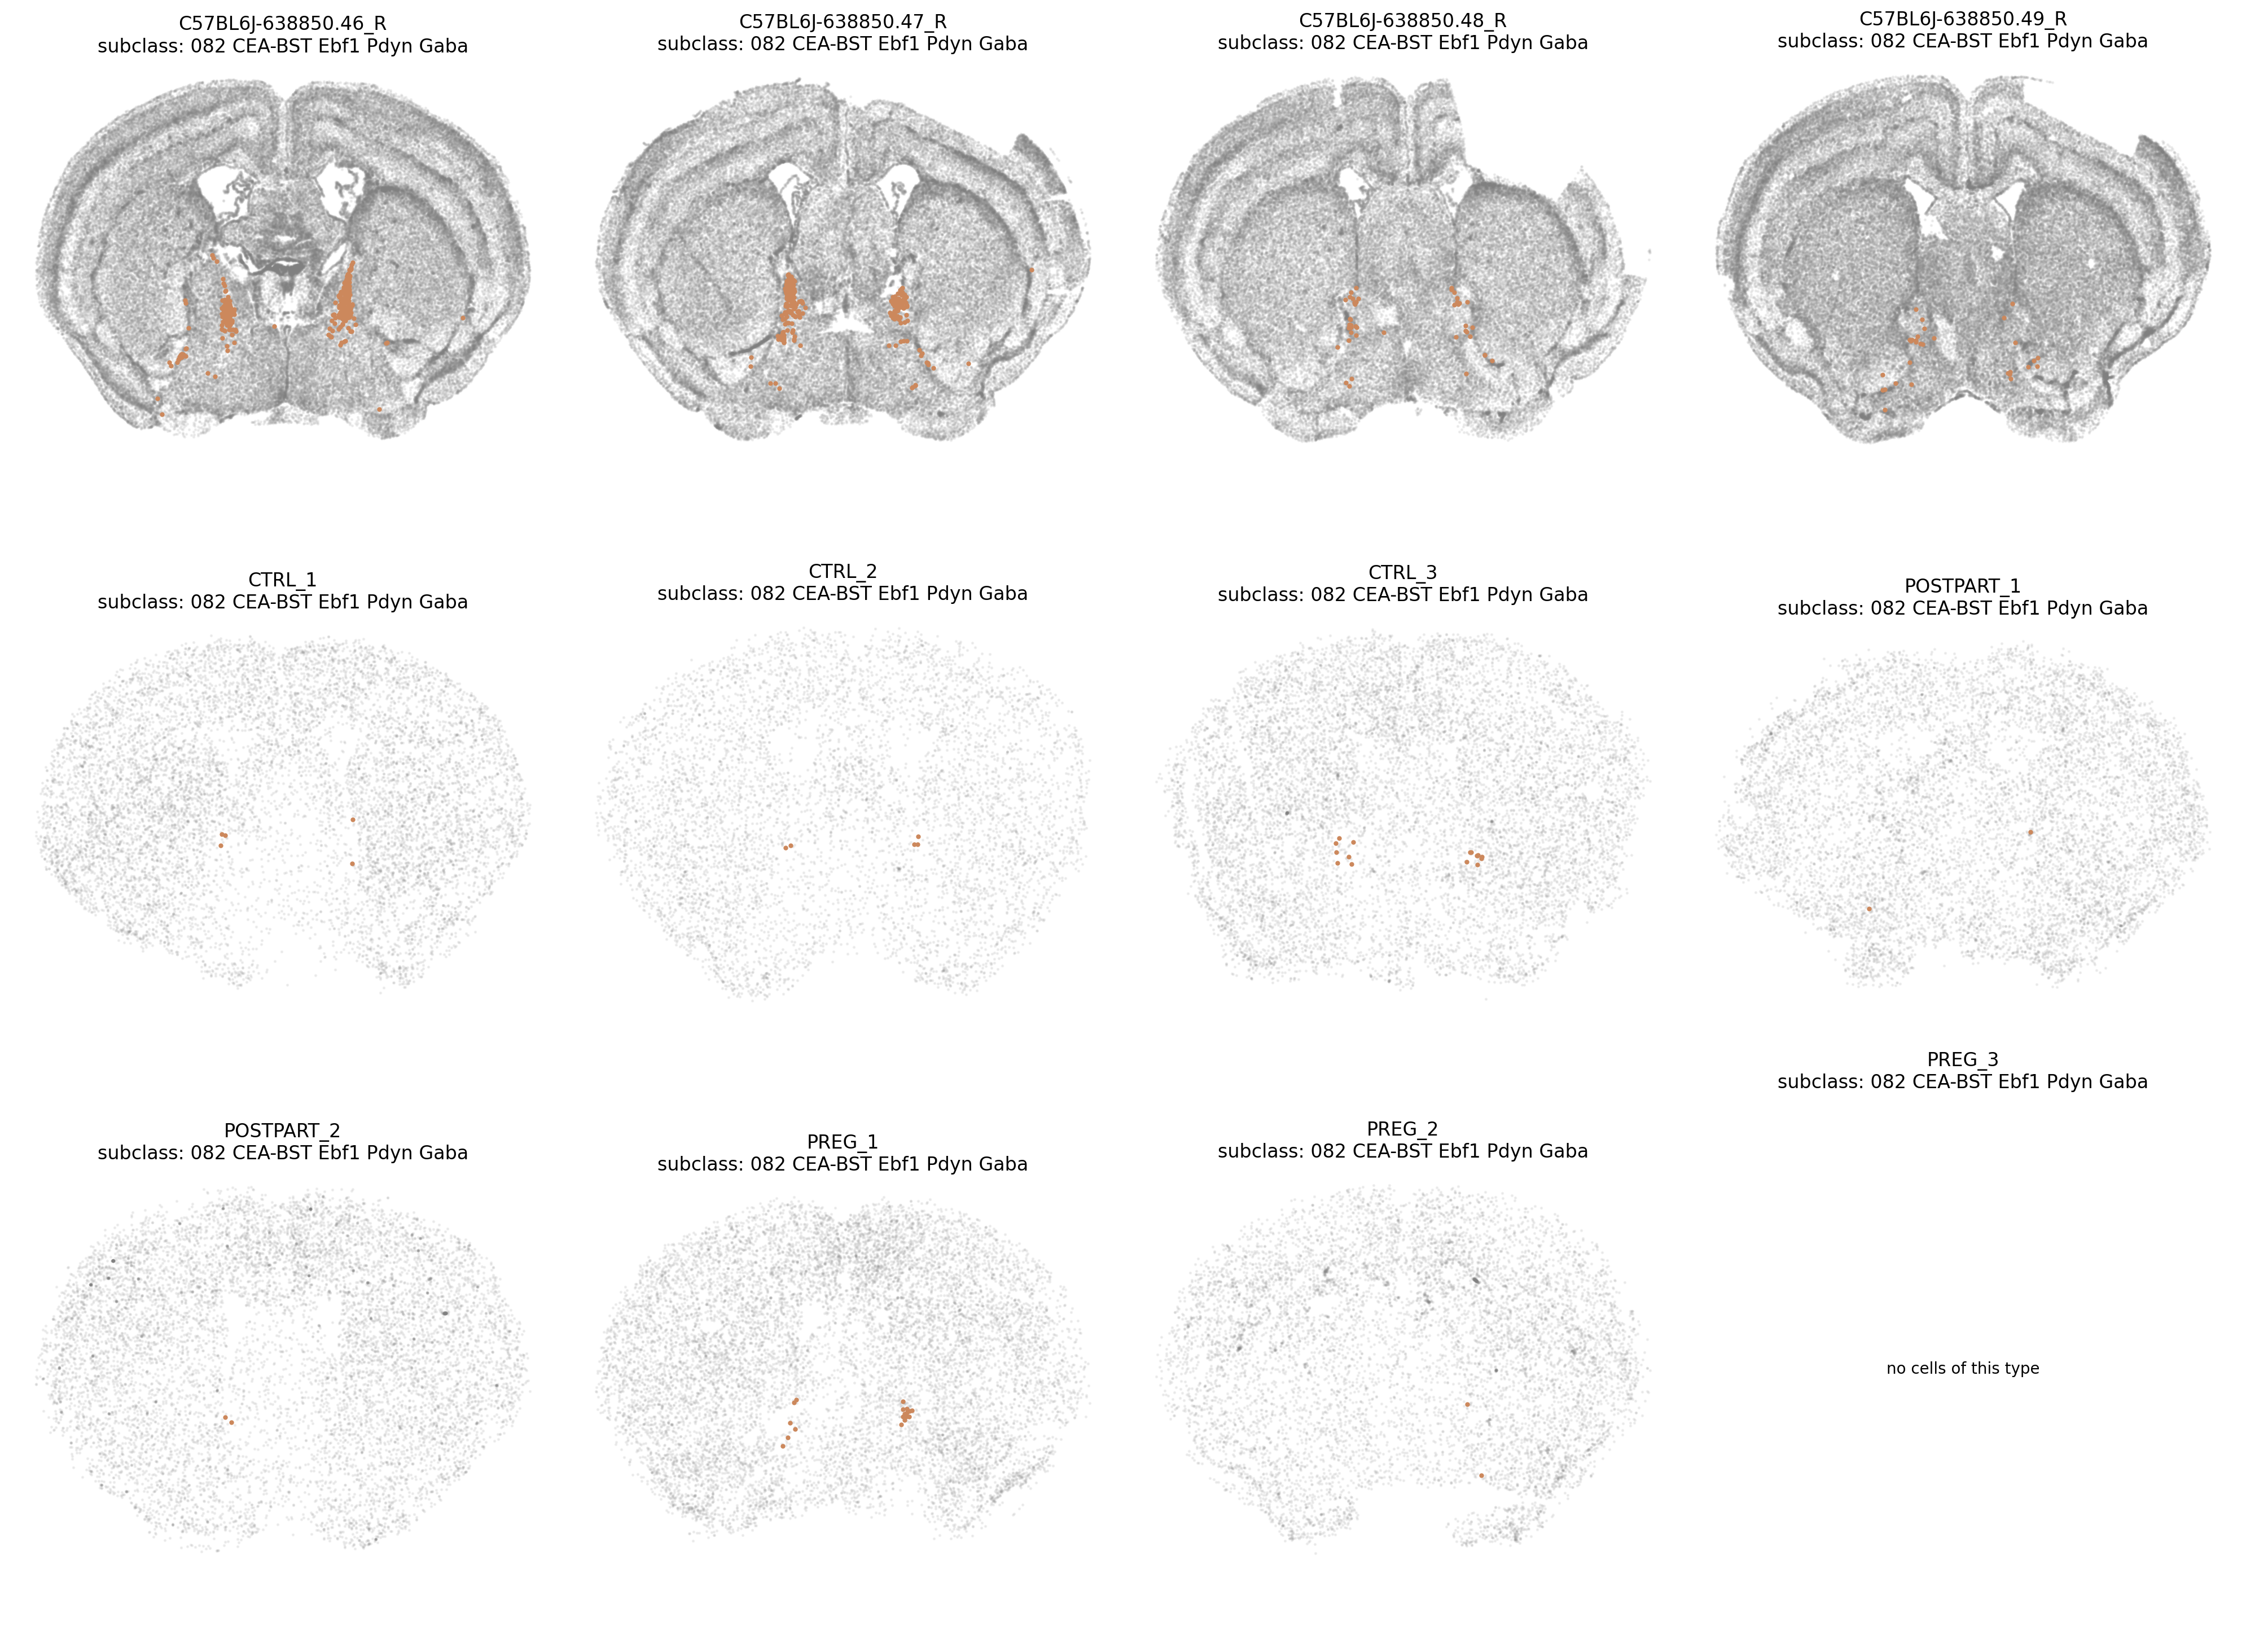 C57BL6J-638850.46_R
subclass: 082 CEA-BST Ebf1 Pdyn Gaba
C57BL6J-638850.47_R
subclass: 082 CEA-BST Ebf1 Pdyn Gaba
C57BL6J-638850.48_R
subclass: 082 CEA-BST Ebf1 Pdyn Gaba
C57BL6J-638850.49_R
subclass: 082 CEA-BST Ebf1 Pdyn Gaba
CTRL_1
subclass: 082 CEA-BST Ebf1 Pdyn Gaba
CTRL_2
subclass: 082 CEA-BST Ebf1 Pdyn Gaba
CTRL_3
subclass: 082 CEA-BST Ebf1 Pdyn Gaba
POSTPART_1
subclass: 082 CEA-BST Ebf1 Pdyn Gaba
POSTPART_2
subclass: 082 CEA-BST Ebf1 Pdyn Gaba
PREG_1
subclass: 082 CEA-BST Ebf1 Pdyn Gaba
PREG_2
subclass: 082 CEA-BST Ebf1 Pdyn Gaba
PREG_3
subclass: 082 CEA-BST Ebf1 Pdyn Gaba
no cells of this type